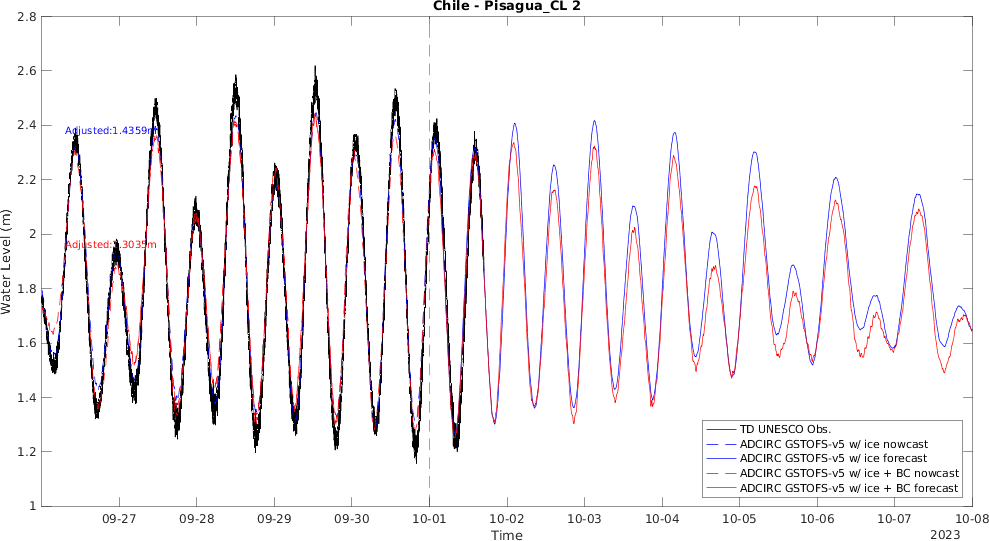 Chile - Pisagua_CL 2
2.8
2.6
2.4
2.2
2
1.8
1.6
1.4
1.2
1
Water Level (m)
Adjusted:1.4359m
Adjusted:1.3035m
TD UNESCO Obs.
ADCIRC GSTOFS-v5 w/ ice nowcast
ADCIRC GSTOFS-v5 w/ ice forecast
ADCIRC GSTOFS-v5 w/ ice + BC nowcast
ADCIRC GSTOFS-v5 w/ ice + BC forecast
09-27 09-28 09-29 09-30 10-01 10-02 10-03 10-04 10-05 10-06 10-07 10-08
Time
2023